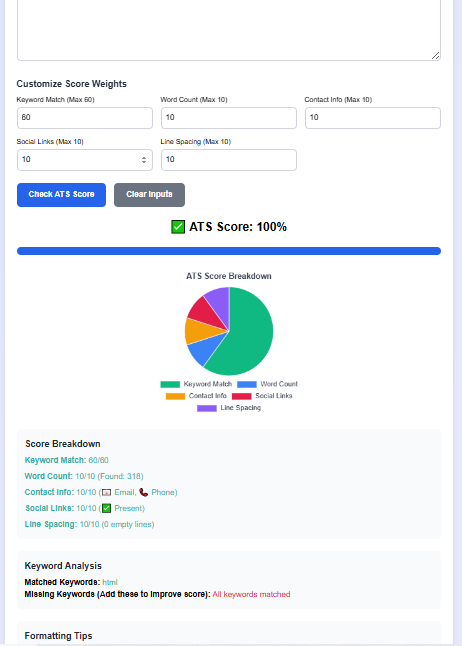 Customize Score Weights
Keyword Match (Max 60) Word Count (Max 10) Contact Info (Max 10)
60 10 10
Social Links (Max 10) Line Spacing (Max 10)
10 10
Check ATS Score Clear Inputs
✅ ATS Score: 100%
ATS Score Breakdown
Keyword Match Word Count
Contact Info Social Links
Line Spacing
Score Breakdown
Keyword Match: 60/60
Word Count: 10/10 (Found: 318)
Contact Info: 10/10 (📧 Email, 📞 Phone)
Social Links: 10/10 (✅ Present)
Line Spacing: 10/10 (0 empty lines)
Keyword Analysis
Matched Keywords: html
Missing Keywords (Add these to improve score): All keywords matched
Formatting Tips